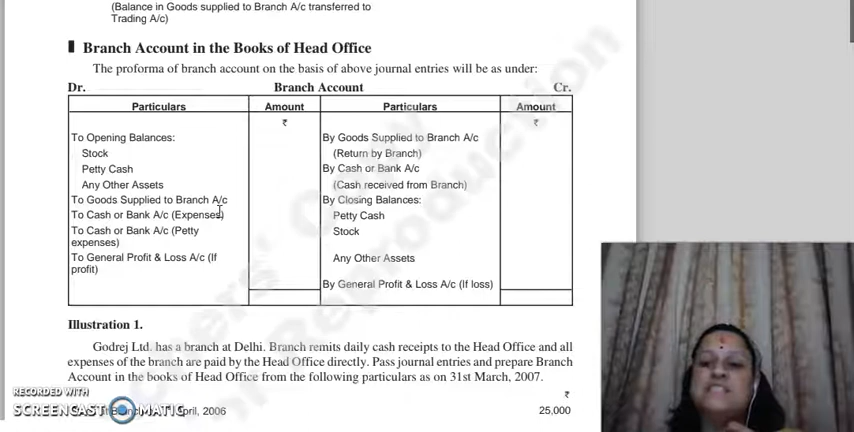 (Balance in Goods supplied to Branch A/c transferred to
Trading A/c)
Branch Account in the Books of Head Office
The proforma of branch account on the basis of above journal entries will be as under:
Dr. Branch Account Cr.
Particulars Amount Particulars Amount
₹ ₹
To Opening Balances: By Goods Supplied to Branch A/c
Stock (Return by Branch)
Petty Cash By Cash or Bank A/c
Any Other Assets (Cash received from Branch)
To Goods Supplied to Branch A/c By Closing Balances:
To Cash or Bank A/c (Expenses) Petty Cash
To Cash or Bank A/c (Petty Stock
expenses)
To General Profit & Loss A/c (If Any Other Assets
profit)
By General Profit & Loss A/c (If loss)
Illustration 1.
Godrej Ltd. has a branch at Delhi. Branch remits daily cash receipts to the Head Office and all
expenses of the branch are paid by the Head Office directly. Pass journal entries and prepare Branch
Account in the books of Head Office from the following particulars as on 31st March, 2007.
₹
April, 2006 25,000
RECORDED WITH
SCREENCAST MATIC